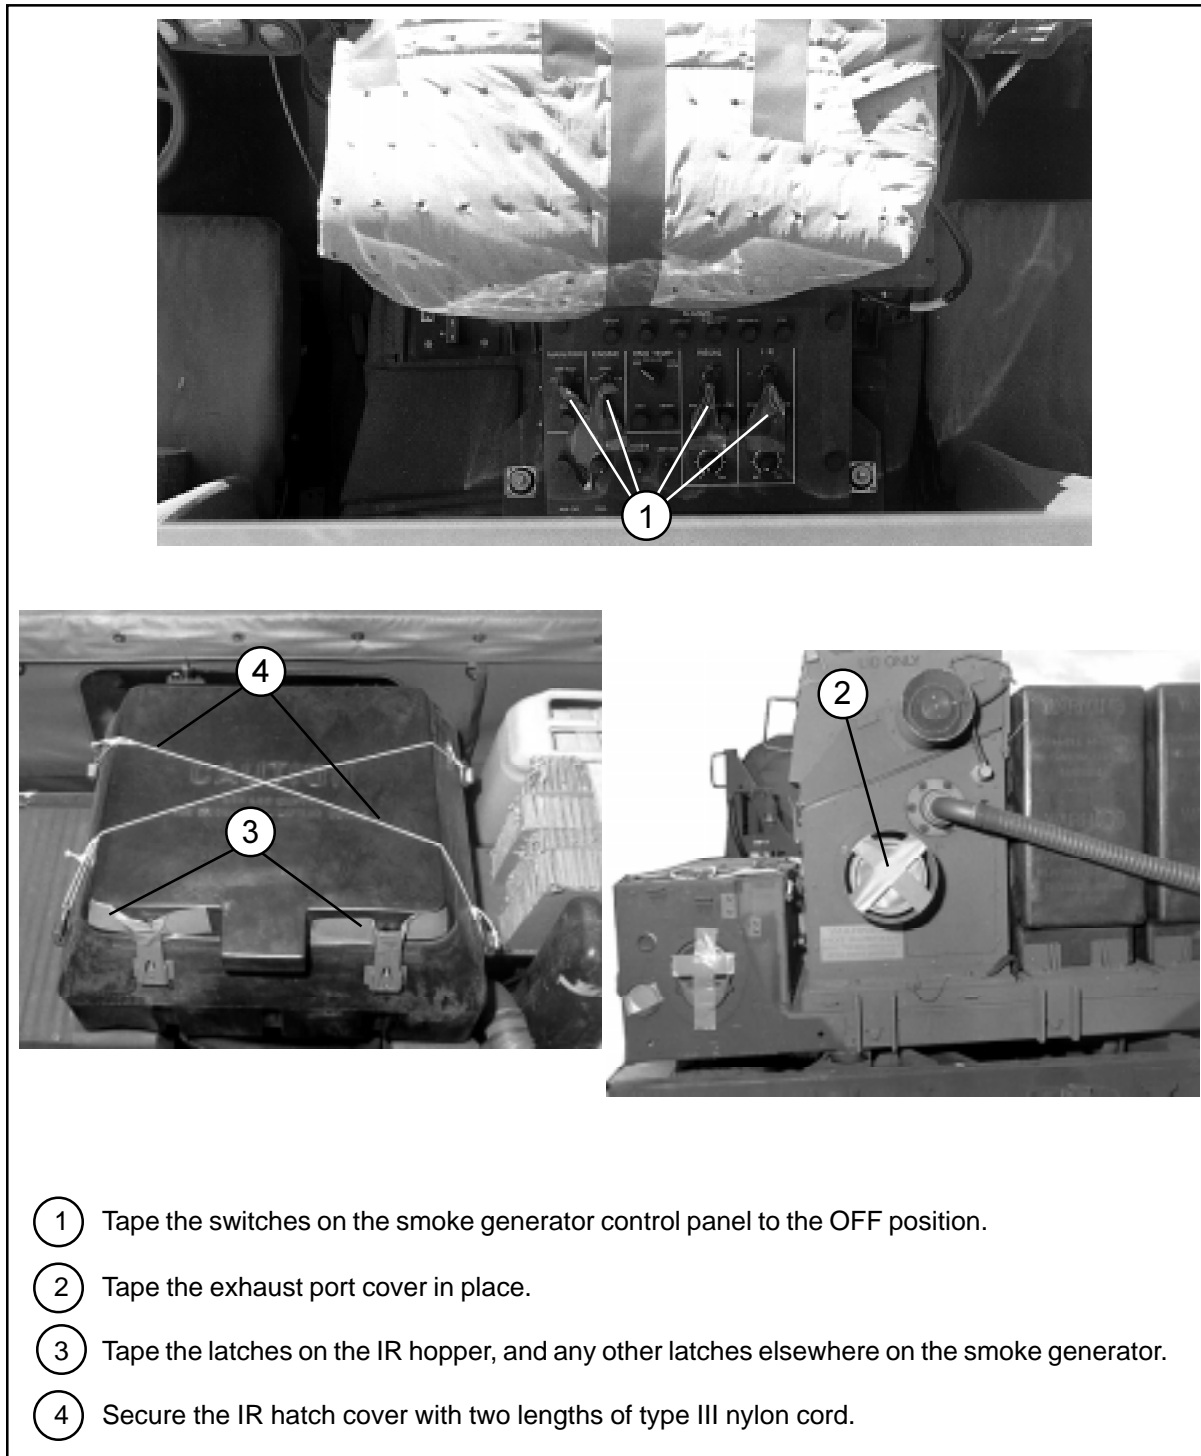 1
4
3
2
LID ONLY
1 Tape the switches on the smoke generator control panel to the OFF position.
2 Tape the exhaust port cover in place.
3 Tape the latches on the IR hopper, and any other latches elsewhere on the smoke generator.
4 Secure the IR hatch cover with two lengths of type III nylon cord.